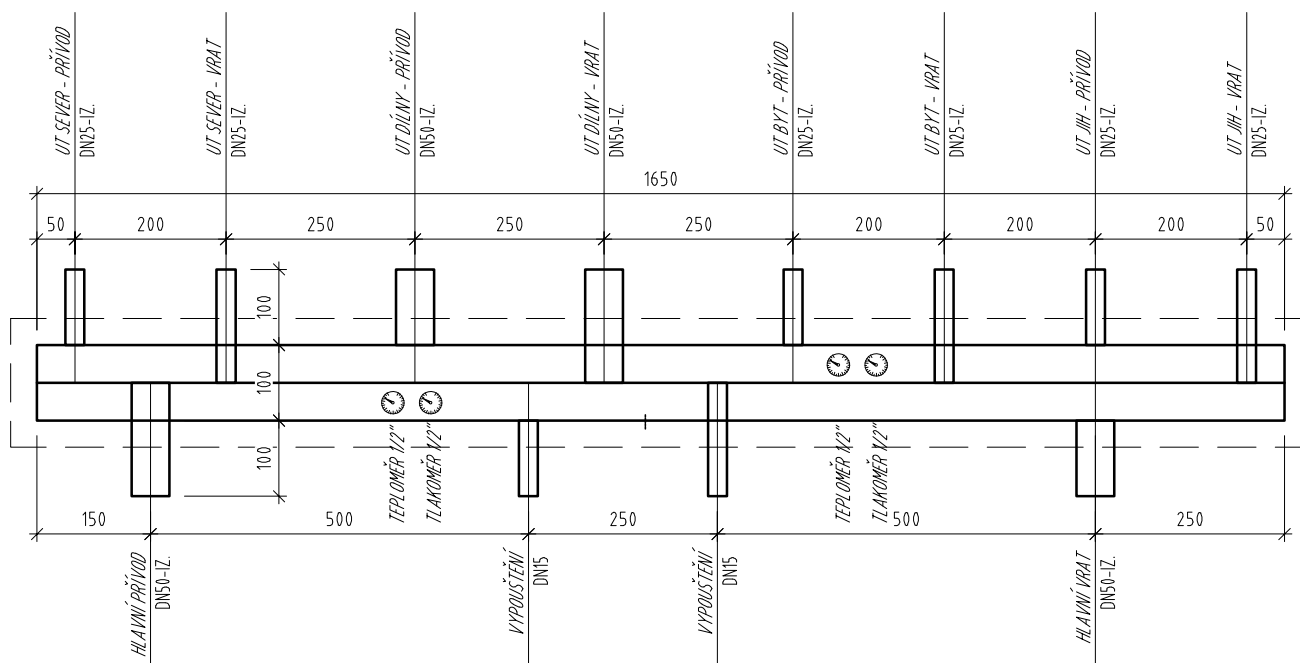 UT SEVER - PŘÍVOD
DN25-IZ.
UT SEVER - VRAT
DN25-IZ.
UT DÍLNY - PŘÍVOD
DN50-IZ.
UT DÍLNY - VRAT
DN50-IZ.
UT BYT - PŘÍVOD
DN25-IZ.
UT BYT - VRAT
DN25-IZ.
UT JIH - PŘÍVOD
DN25-IZ.
UT JIH - VRAT
DN25-IZ.
1650
50
200
250
250
250
200
200
200
50
100
100
100
TEPLOMĚR 1/2"
TLAKOMĚR 1/2"
TEPLOMĚR 1/2"
TLAKOMĚR 1/2"
150
500
250
500
250
HLAVNÍ PŘÍVOD
DN50-IZ.
VYPOUŠTĚNÍ
DN15
VYPOUŠTĚNÍ
DN15
HLAVNÍ VRAT
DN50-IZ.